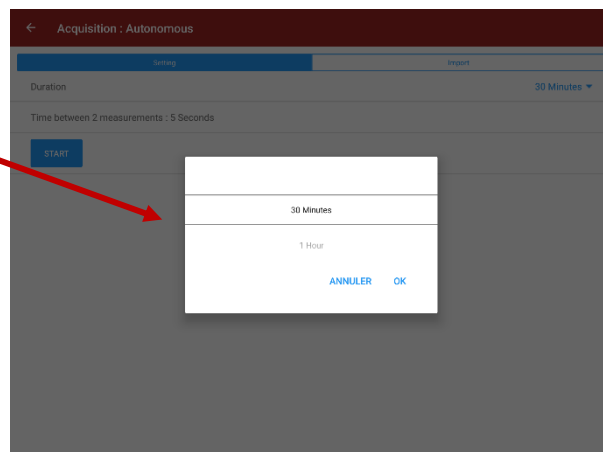 Acquisition : Autonomous
Setting Import
Duration 30 Minutes
Time between 2 measurements : 5 Seconds
START
30 Minutes
1 Hour
ANNULER OK